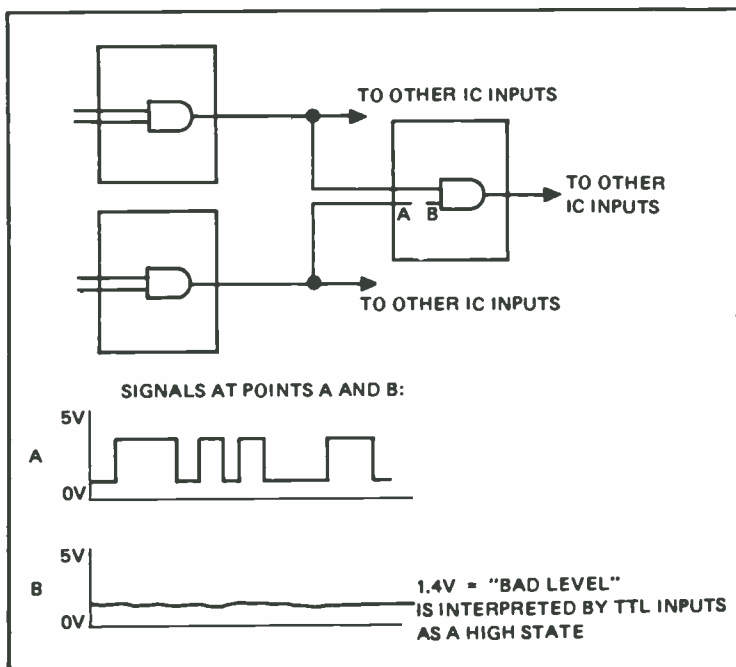 TO OTHER IC INPUTS
TO OTHER
IC INPUTS
A B
TO OTHER IC INPUTS
SIGNALS AT POINTS A AND B:
5V
A
0V
5V
B
0V
1.4V = "BAD LEVEL"
IS INTERPRETED BY TTL INPUTS
AS A HIGH STATE